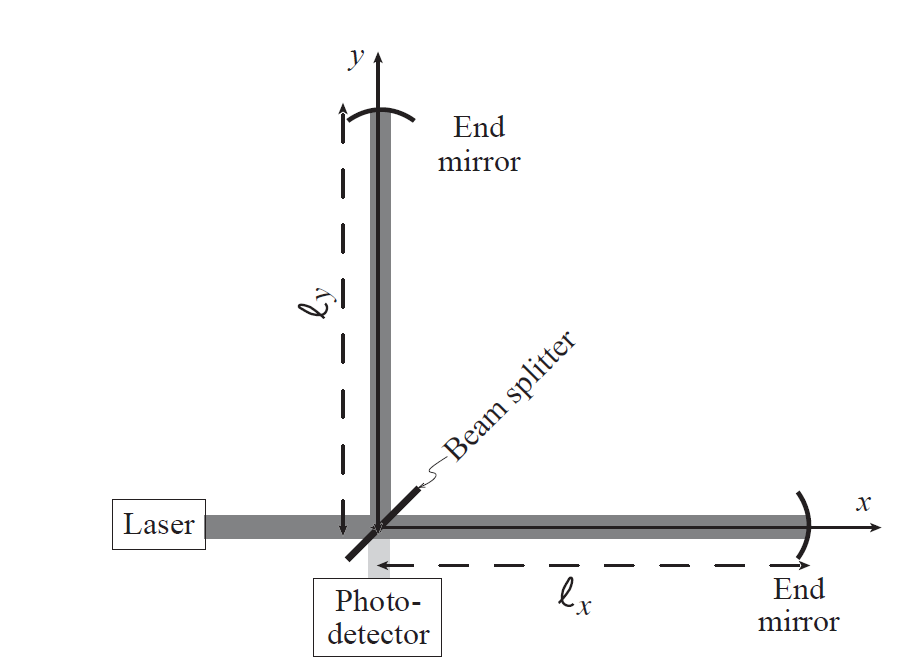 y
End
mirror
ℓy
Beam splitter
Laser
x
ℓx
End
mirror
Photo-
detector